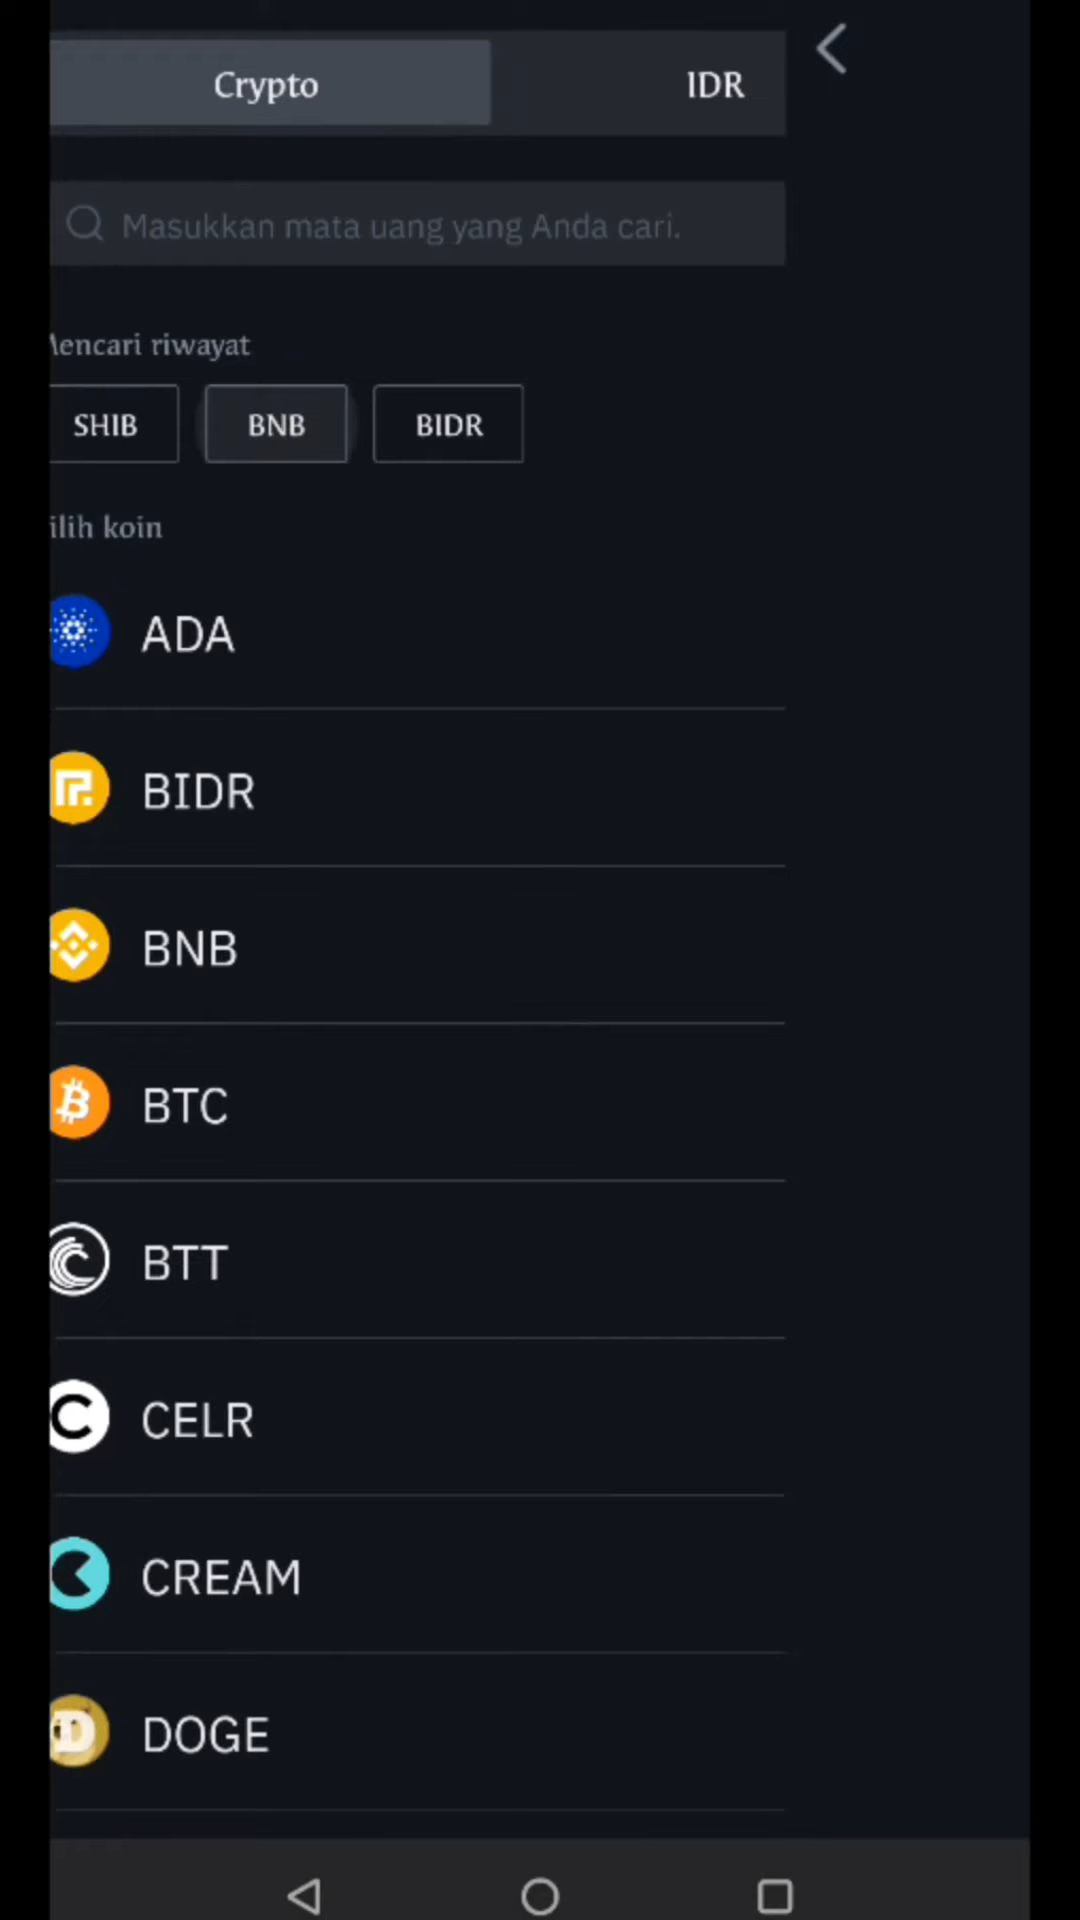 Crypto IDR
Masukkan mata uang yang Anda cari.
encari riwayat
SHIB BNB BIDR
ilih koin
ADA
BIDR
BNB
BTC
BTT
CELR
CREAM
DOGE